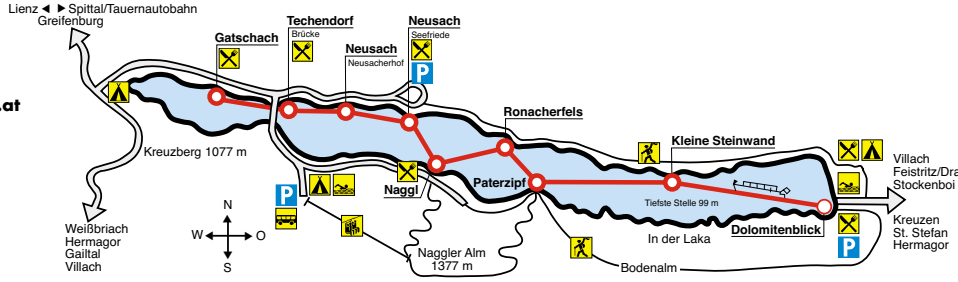 Lienz ◄ ► Spittal/Tauernautobahn
Greifenburg
.at
Gatschach
Techendorf
Brücke
Neusach
Neusacherhof
Neusach
Seefriede
P
Ronacherfels
Kleine Steinwand
Kreuzberg 1077 m
Naggl
Paterzipf
Tiefste Stelle 99 m
Dolomitenblick
In der Laka
Bodenalm
Villach
Feistritz/Dra
Stockenboi
Kreuzen
St. Stefan
Hermagor
P
P
Naggler Alm
1377 m
N
W O
S
Weißbriach
Hermagor
Gailtal
Villach